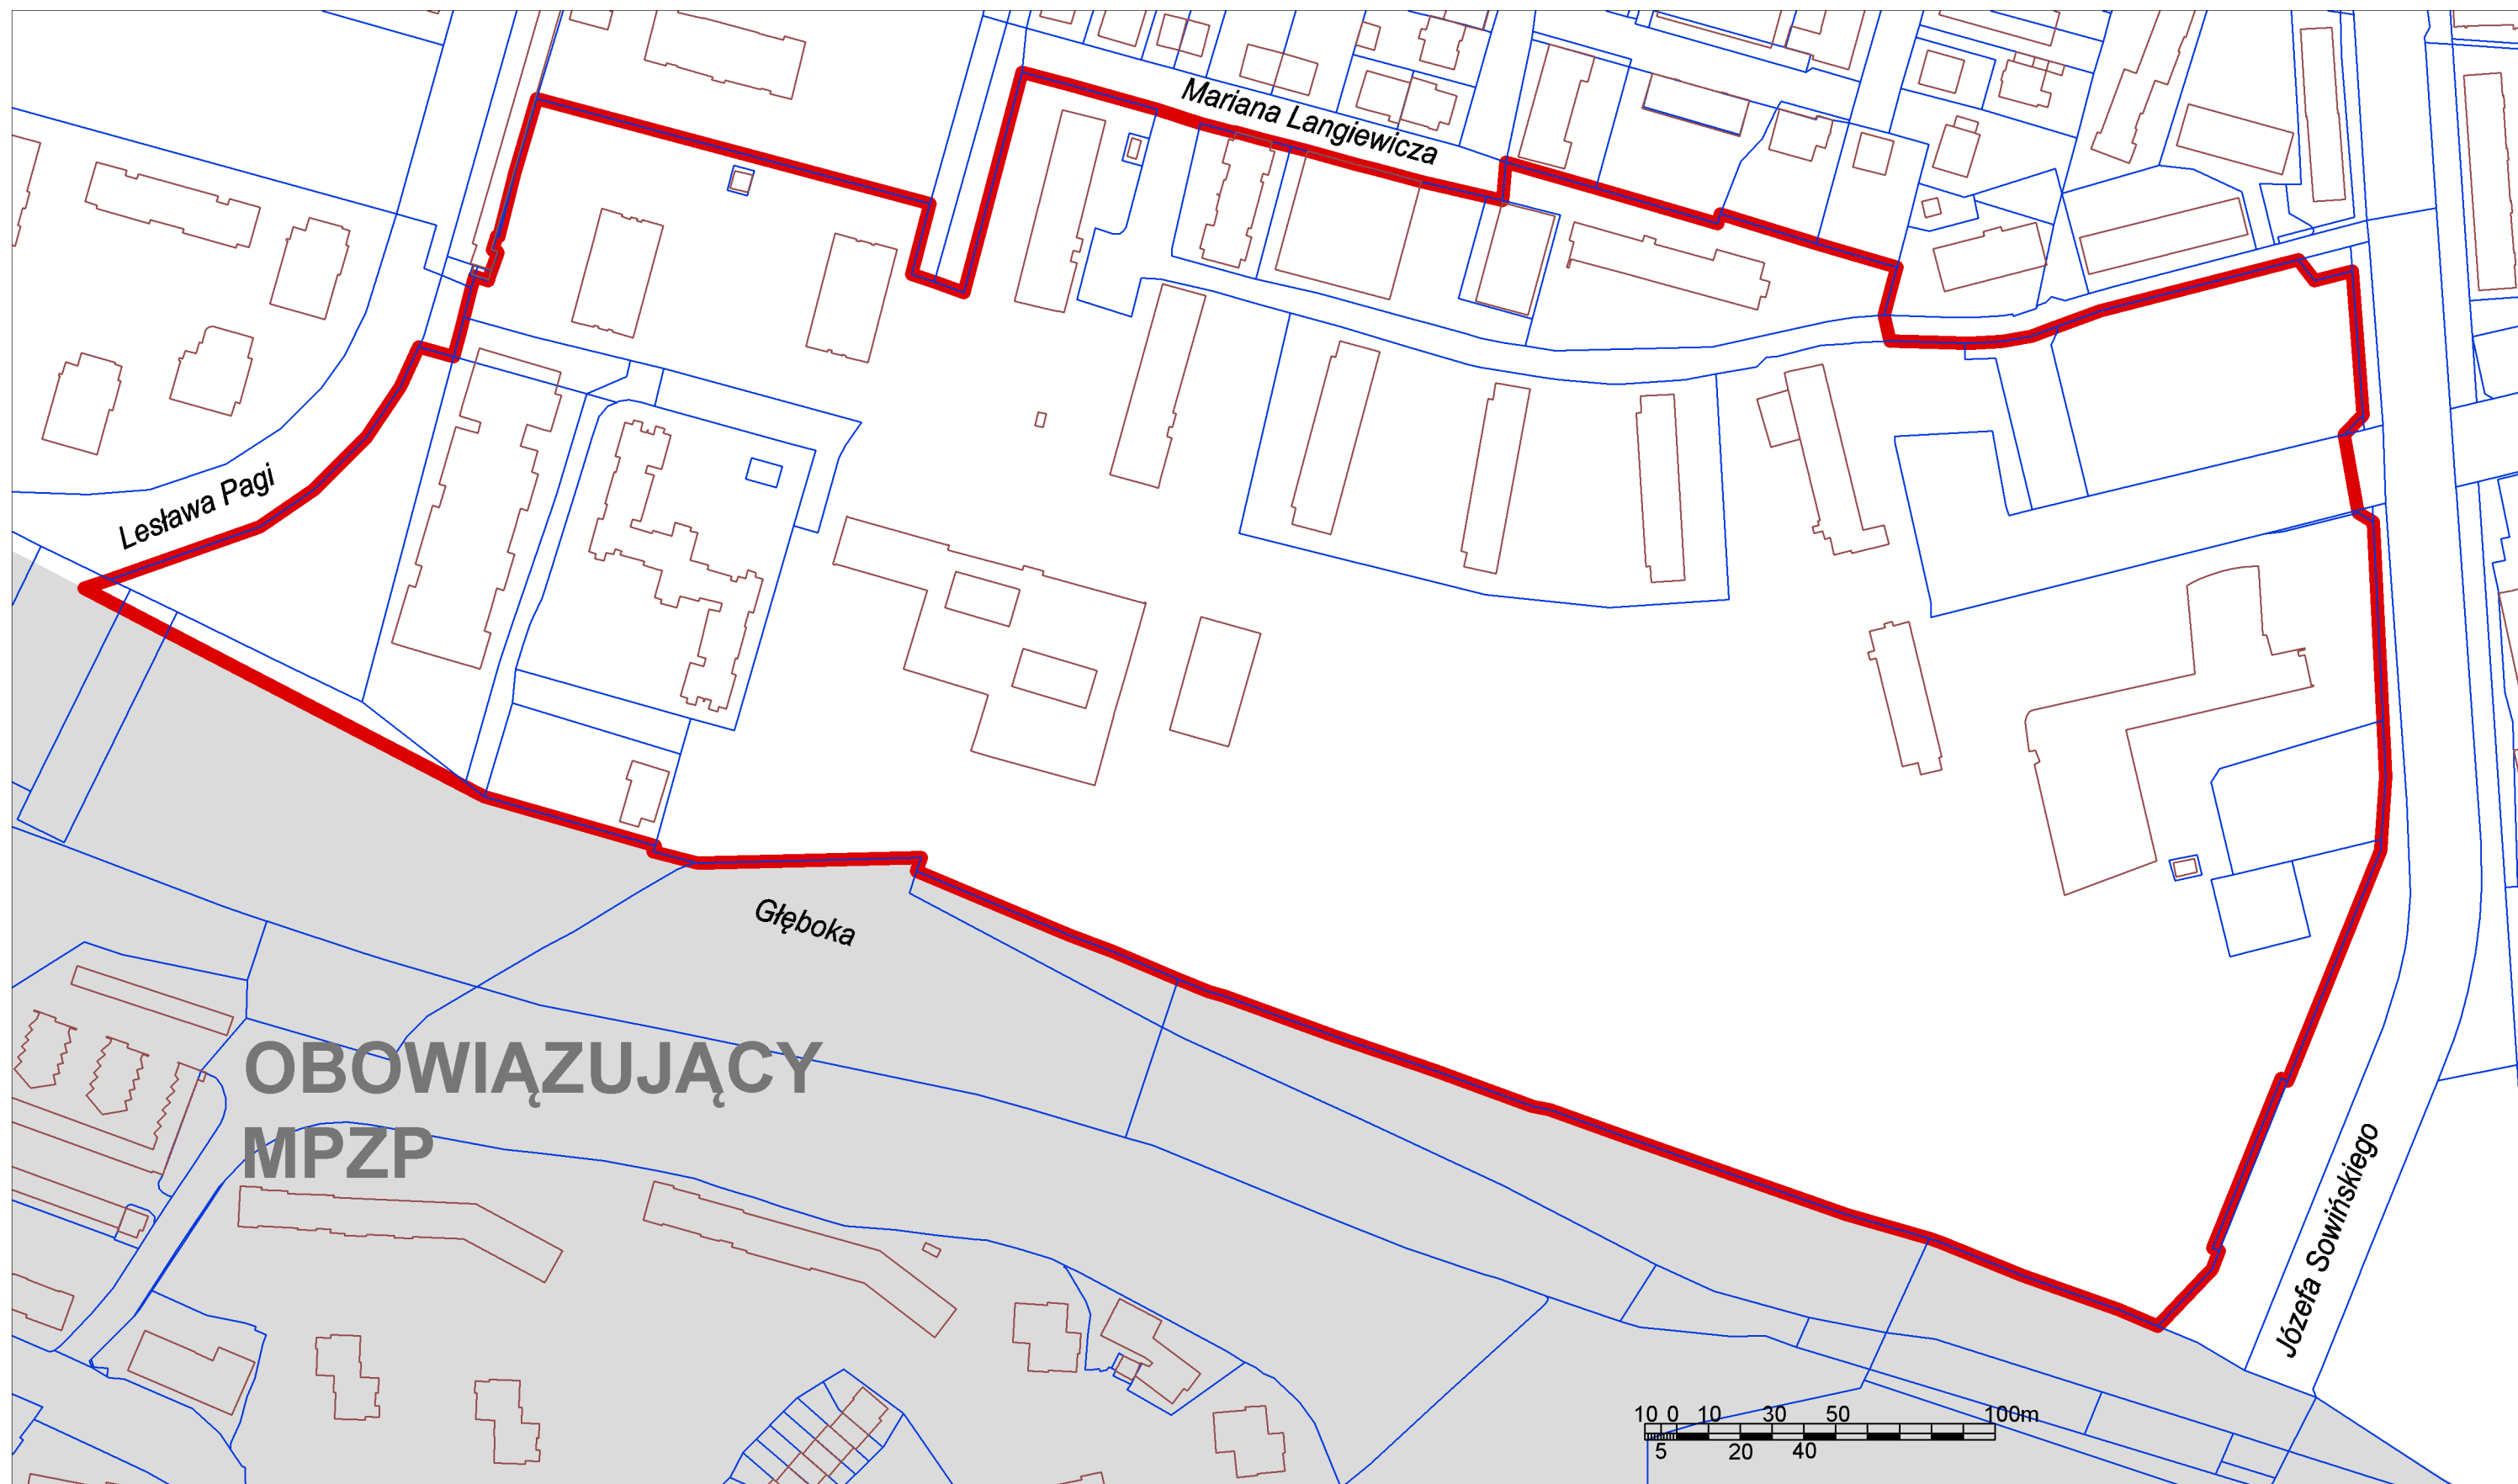 Mariana Langiewicza
Lesława Pagi
Głęboka
OBOWIĄZUJĄCY
MPZP
Józefa Sowińskiego
10 0 10 30 50 100m
5 20 40